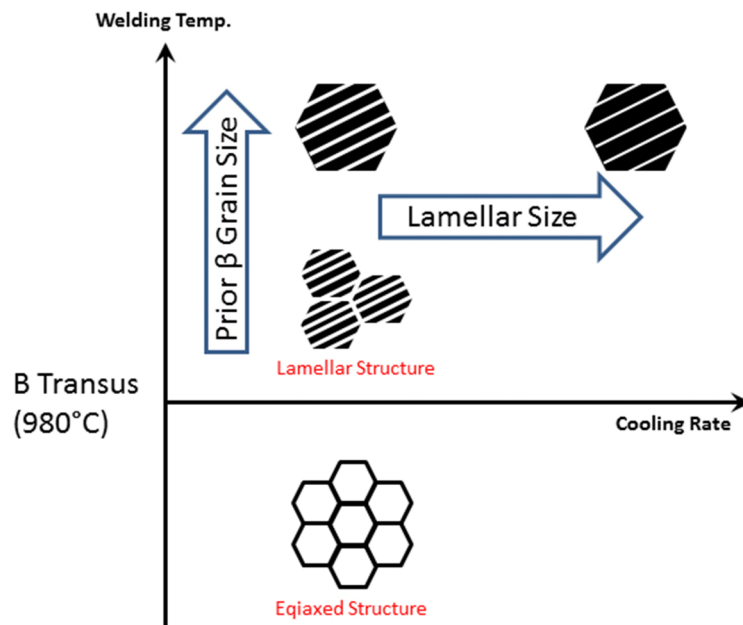 Welding Temp.
Prior β Grain Size
Lamellar Size
Lamellar Structure
B Transus
(980°C)
Cooling Rate
Eqiaxed Structure